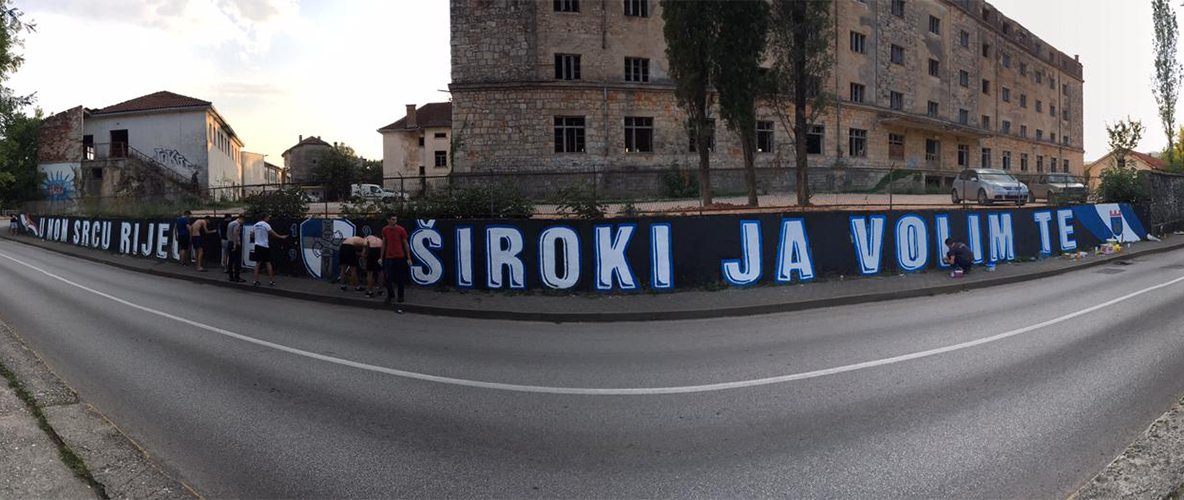 U MOM SRCU RIJEČ
ŠIROKI JA VOLIM TE